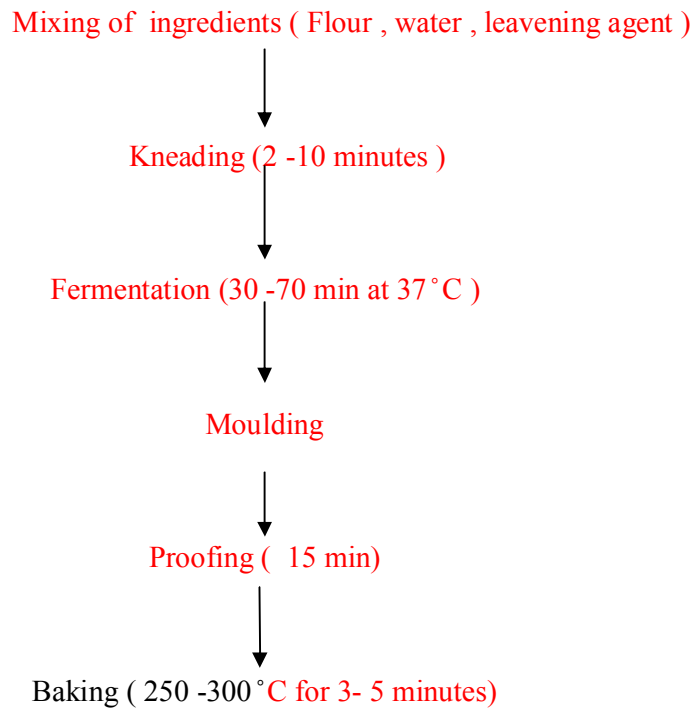 Mixing of ingredients ( Flour , water , leavening agent )
Kneading (2 -10 minutes )
Fermentation (30 -70 min at 37˚C )
Moulding
Proofing ( 15 min)
Baking ( 250 -300˚C for 3- 5 minutes)